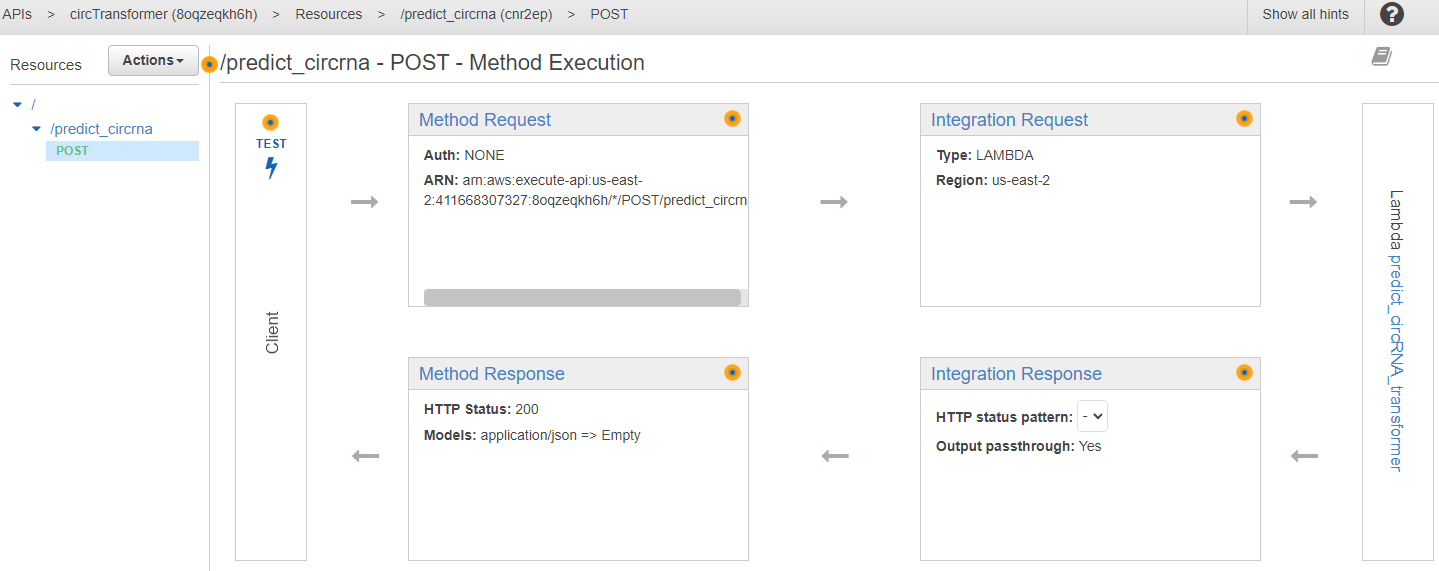 APIs > circTransformer (8oqzeqkh6h) > Resources > /predict_circrna (cnr2ep) > POST
Show all hints ?
Resources
Actions
/predict_circrna - POST - Method Execution
/
/predict_circrna
POST
TEST
Client
Method Request
Auth: NONE
ARN: arn:aws:execute-api:us-east-
2:411668307327:8oqzeqkh6h/*/POST/predict_circrn
Integration Request
Type: LAMBDA
Region: us-east-2
Lambda predict_circRNA_transformer
Method Response
HTTP Status: 200
Models: application/json => Empty
Integration Response
HTTP status pattern: -
Output passthrough: Yes